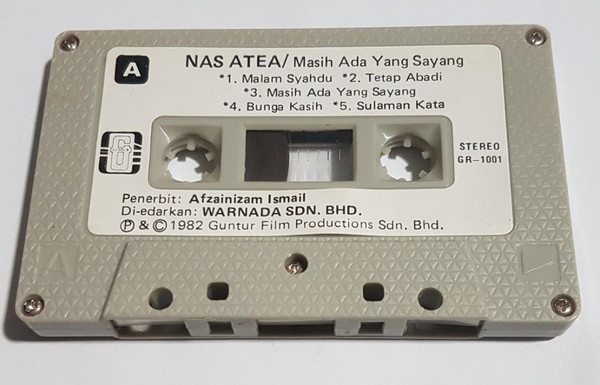 A
NAS ATEA/ Masih Ada Yang Sayang
*1. Malam Syahdu *2. Tetap Abadi
*3. Masih Ada Yang Sayang
*4. Bunga Kasih *5. Sulaman Kata
STEREO
GR-1001
Penerbit: Afzainizam Ismail
Di-edarkan: WARNADA SDN. BHD.
Ⓟ & © 1982 Guntur Film Productions Sdn. Bhd.
A